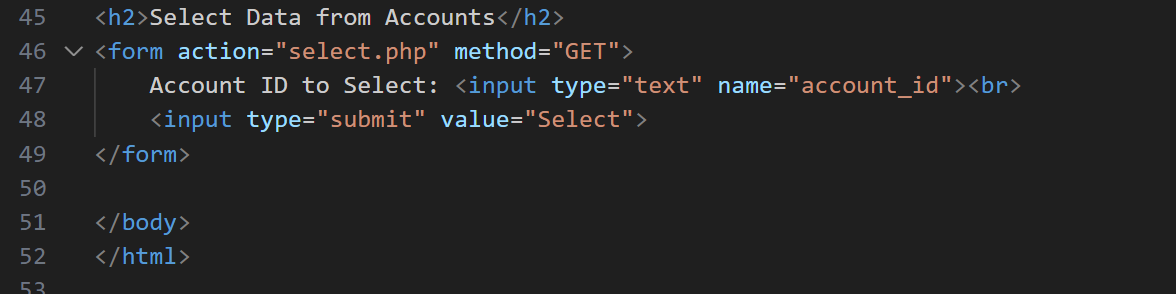 45 <h2>Select Data from Accounts</h2>
46 <form action="select.php" method="GET">
47     Account ID to Select: <input type="text" name="account_id"><br>
48     <input type="submit" value="Select">
49 </form>
50
51 </body>
52 </html>
53